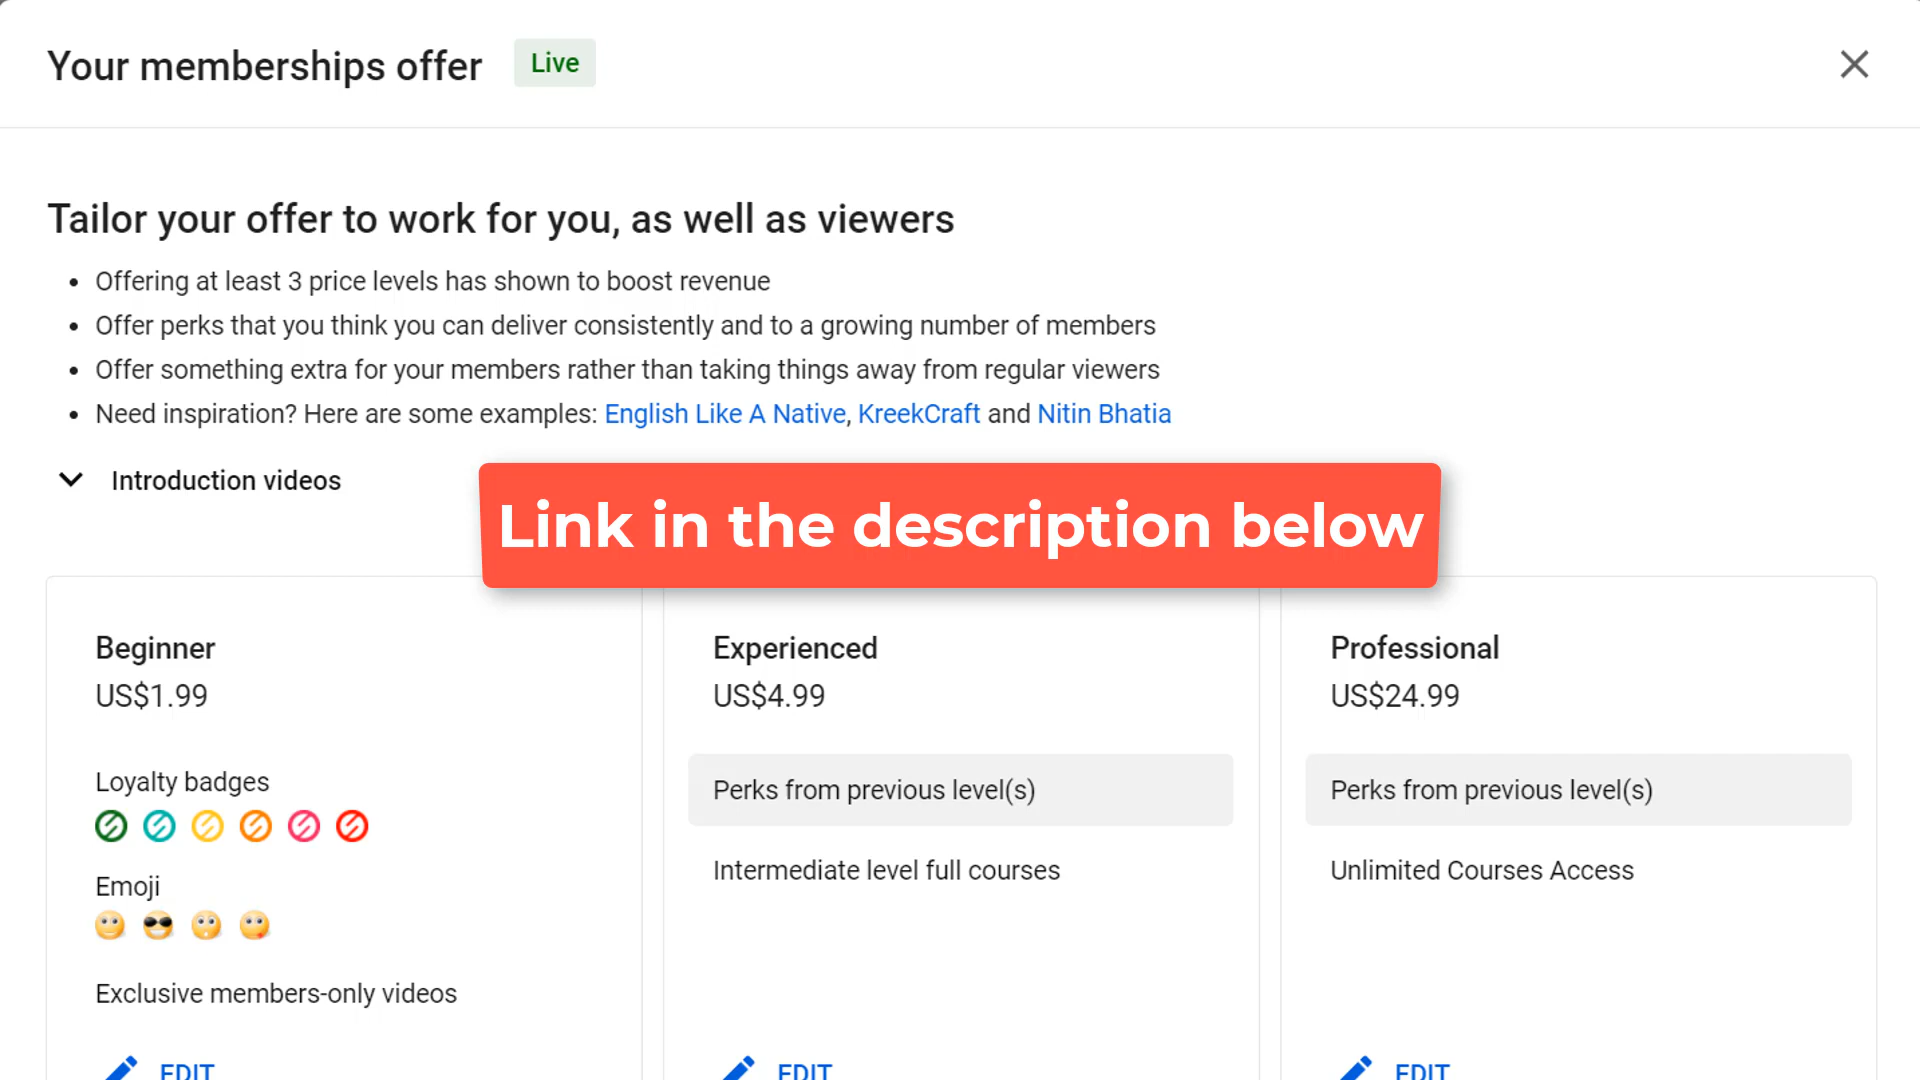 Your memberships offer
Live
Tailor your offer to work for you, as well as viewers
Offering at least 3 price levels has shown to boost revenue
Offer perks that you think you can deliver consistently and to a growing number of members
Offer something extra for your members rather than taking things away from regular viewers
Need inspiration? Here are some examples: English Like A Native, KreekCraft and Nitin Bhatia
Introduction videos
Link in the description below
Beginner
US$1.99
Loyalty badges
Emoji
Exclusive members-only videos
EDIT
Experienced
US$4.99
Perks from previous level(s)
Intermediate level full courses
EDIT
Professional
US$24.99
Perks from previous level(s)
Unlimited Courses Access
EDIT